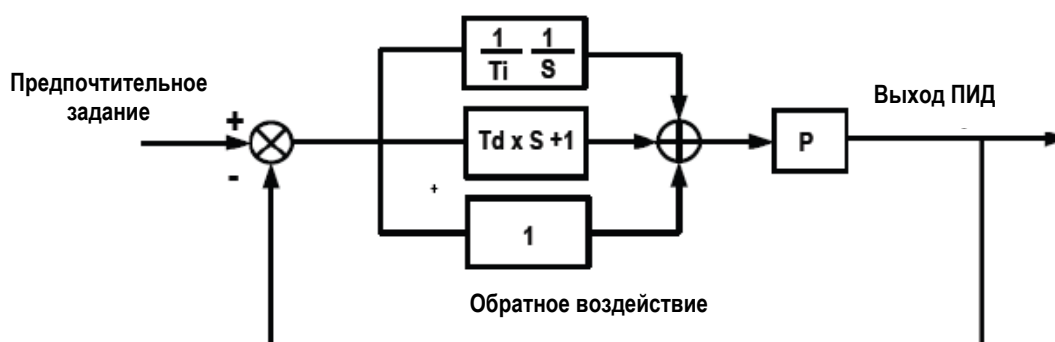 Предпочтительное
задание
+
-
1 1
Ti S
Td x S +1
+
1
P
Выход ПИД
Обратное воздействие